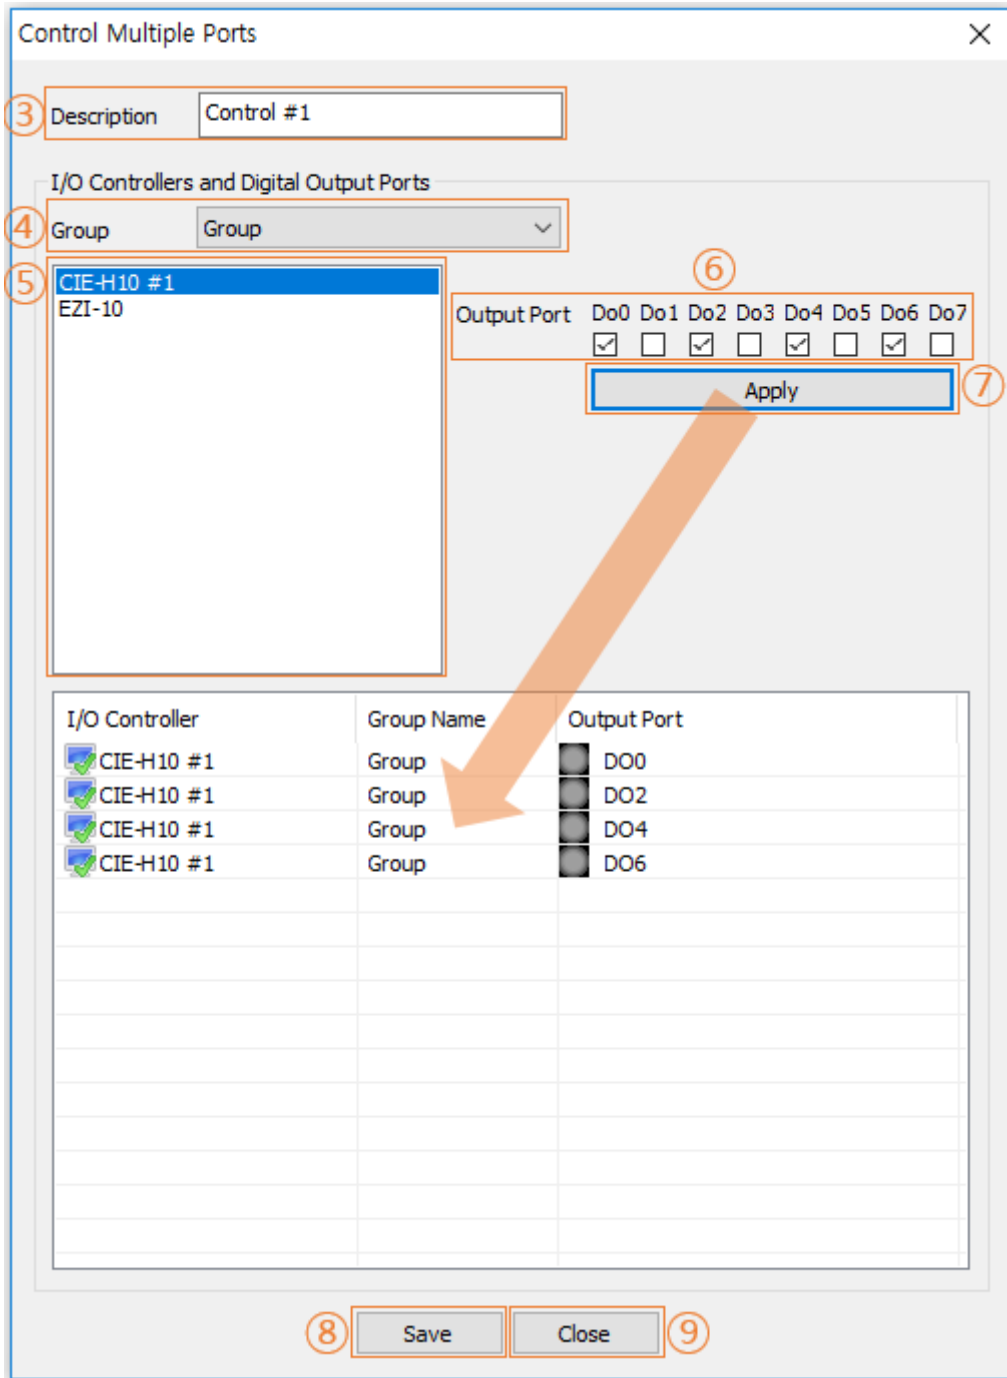 Control Multiple Ports
③ Description Control #1
I/O Controllers and Digital Output Ports
④ Group Group
⑤ CIE-H10 #1
EZI-10
⑥
Output Port Do0 Do1 Do2 Do3 Do4 Do5 Do6 Do7
Apply ⑦
I/O Controller Group Name Output Port
CIE-H10 #1 Group DO0
CIE-H10 #1 Group DO2
CIE-H10 #1 Group DO4
CIE-H10 #1 Group DO6
⑧ Save Close ⑨